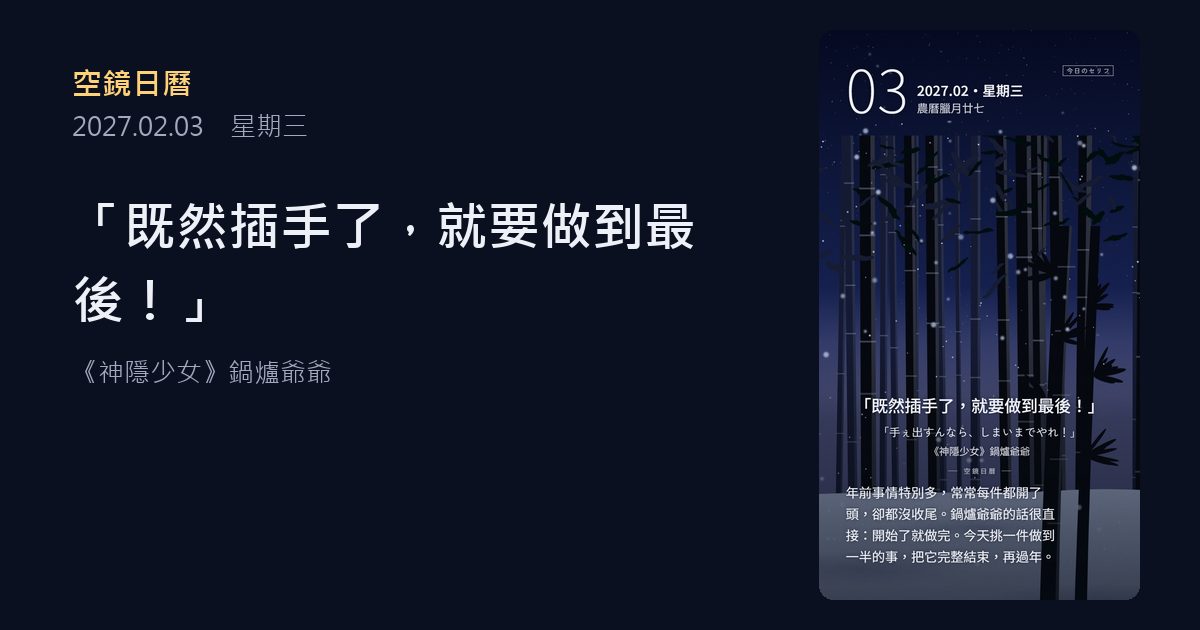 空鏡日曆
2027.02.03 星期三
「既然插手了，就要做到最
後！」
《神隱少女》鍋爐爺爺
今日のセリフ
03
2027.02・星期三
農曆臘月廿七
「既然插手了，就要做到最後！」
「手ぇ出すんなら、しまいまでやれ！」
《神隱少女》鍋爐爺爺
— 空鏡日曆 —
年前事情特別多，常常每件都開了
頭，卻都沒收尾。鍋爐爺爺的話很直
接：開始了就做完。今天挑一件做到
一半的事，把它完整結束，再過年。